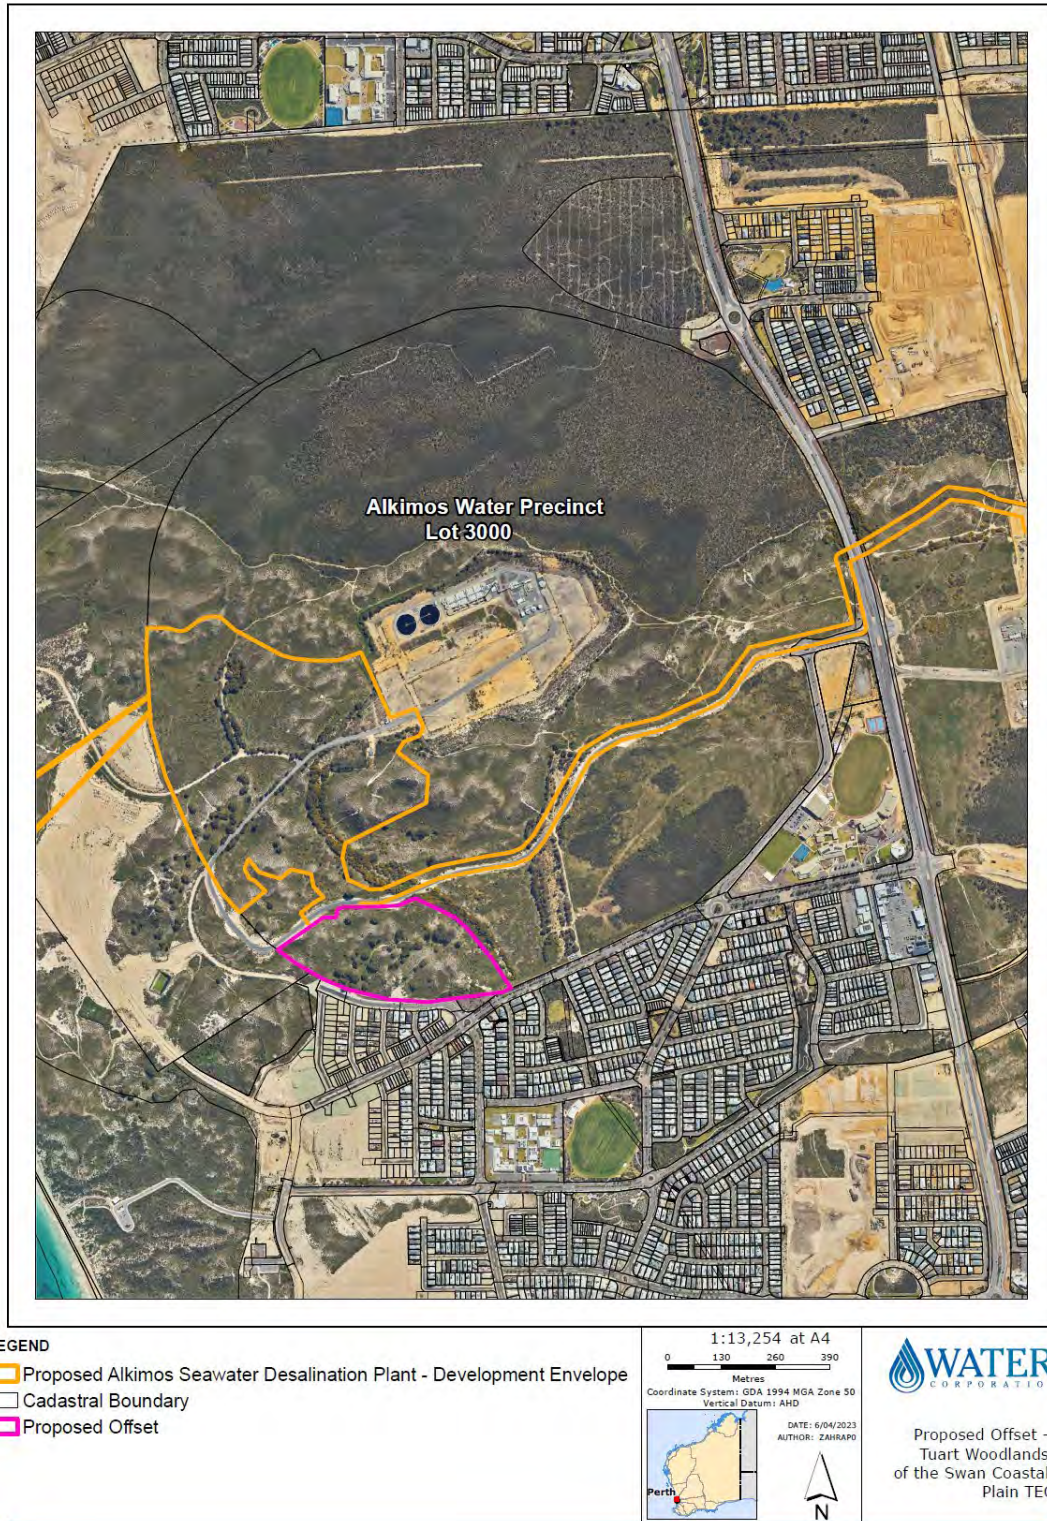 Alkimos Water Precinct
Lot 3000
EGEND
Proposed Alkimos Seawater Desalination Plant - Development Envelope
Cadastral Boundary
Proposed Offset
1:13,254 at A4
0 130 260 390
Metres
Coordinate System: GDA 1994 MGA Zone 50
Vertical Datum: AHD
DATE: 6/04/2023
AUTHOR: ZAHRAP0
Perth
N
WATER
CORPORATIO
Proposed Offset -
Tuart Woodlands
of the Swan Coastal
Plain TEC